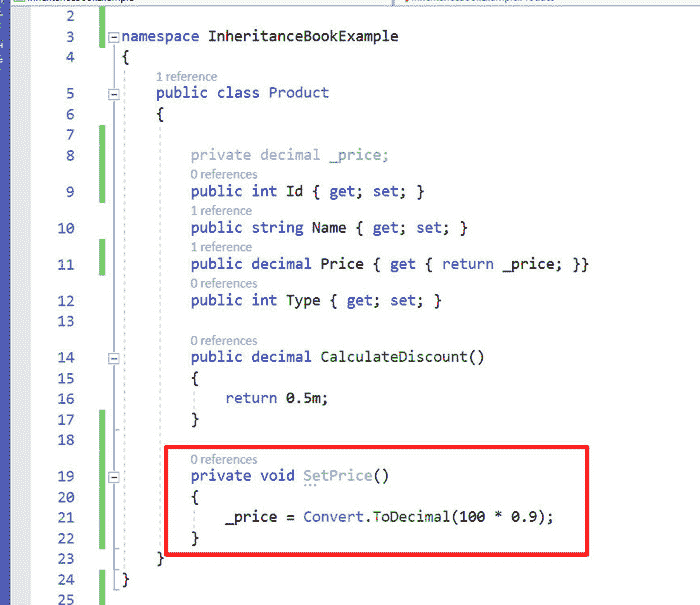 2
3 namespace InheritanceBookExample
4 {
1 reference
5 public class Product
6 {
7
8 private decimal _price;
0 references
9 public int Id { get; set; }
1 reference
10 public string Name { get; set; }
1 reference
11 public decimal Price { get { return _price; }}
0 references
12 public int Type { get; set; }
13
0 references
14 public decimal CalculateDiscount()
15 {
16 return 0.5m;
17 }
18
0 references
19 private void SetPrice()
20 {
21 _price = Convert.ToDecimal(100 * 0.9);
22 }
23 }
24 }
25